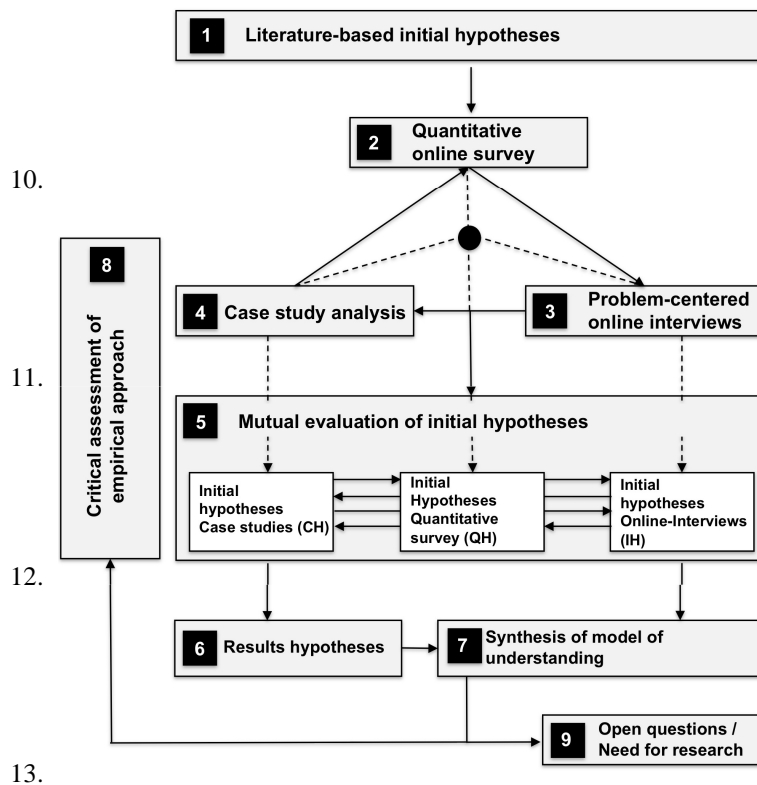 1 Literature-based initial hypotheses
2 Quantitative
online survey
10.
8
Critical assessment of
empirical approach
4 Case study analysis
3 Problem-centered
online interviews
11.
5 Mutual evaluation of initial hypotheses
Initial
hypotheses
Case studies (CH)
Initial
Hypotheses
Quantitative
survey (QH)
Initial
hypotheses
Online-Interviews
(IH)
12.
6 Results hypotheses
7 Synthesis of model of
understanding
9 Open questions /
Need for research
13.